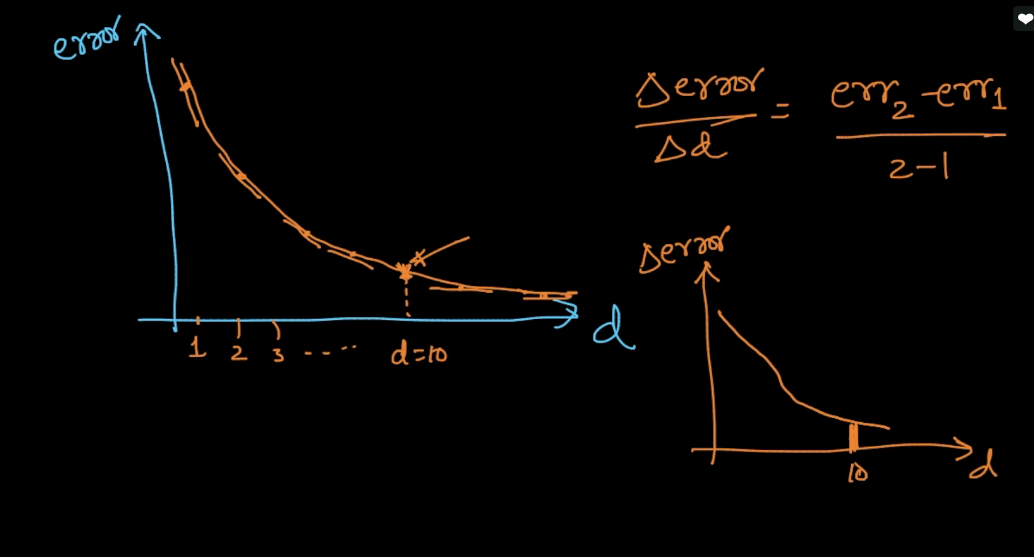 error
Δerror / Δd = err₂ - err₁ / 2-1
Δerror
d
1 2 3 ---- d=10
10 d